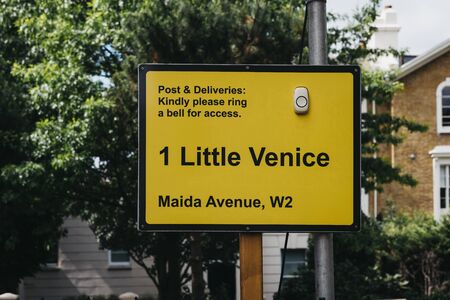 Post & Deliveries:
Kindly please ring
a bell for access.
1 Little Venice
Maida Avenue, W2